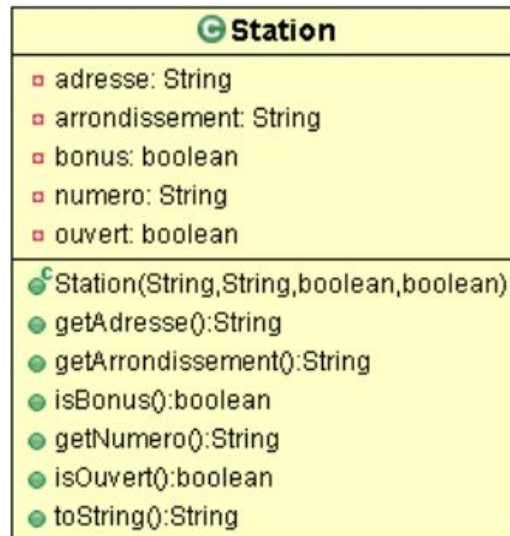 Station
adresse: String
arrondissement: String
bonus: boolean
numero: String
ouvert: boolean
Station(String,String,boolean,boolean)
getAdresse():String
getArrondissement():String
isBonus():boolean
getNumero():String
isOuvert():boolean
toString():String